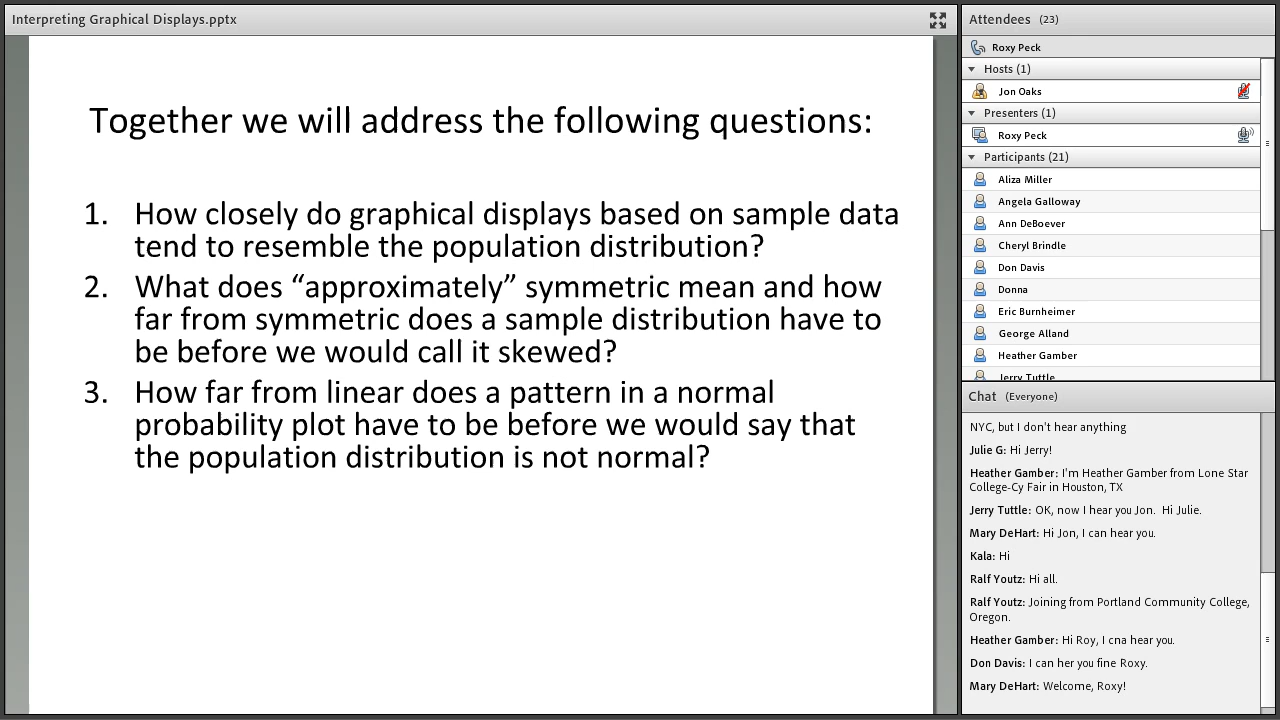 Interpreting Graphical Displays.pptx
Together we will address the following questions:
1. How closely do graphical displays based on sample data
tend to resemble the population distribution?
2. What does “approximately” symmetric mean and how
far from symmetric does a sample distribution have to
be before we would call it skewed?
3. How far from linear does a pattern in a normal
probability plot have to be before we would say that
the population distribution is not normal?
Attendees (23)
Roxy Peck
Hosts (1)
Jon Oaks
Presenters (1)
Roxy Peck
Participants (21)
Aliza Miller
Angela Galloway
Ann DeBoever
Cheryl Brindle
Don Davis
Donna
Eric Burnheimer
George Alland
Heather Gamber
Jerry Tuttle
Chat (Everyone)
NYC, but I don't hear anything
Julie G: Hi Jerry!
Heather Gamber: I'm Heather Gamber from Lone Star
College-Cy Fair in Houston, TX
Jerry Tuttle: OK, now I hear you Jon. Hi Julie.
Mary DeHart: Hi Jon, I can hear you.
Kala: Hi
Ralf Youtz: Hi all.
Ralf Youtz: Joining from Portland Community College,
Oregon.
Heather Gamber: Hi Roy, I cna hear you.
Don Davis: I can her you fine Roxy.
Mary DeHart: Welcome, Roxy!